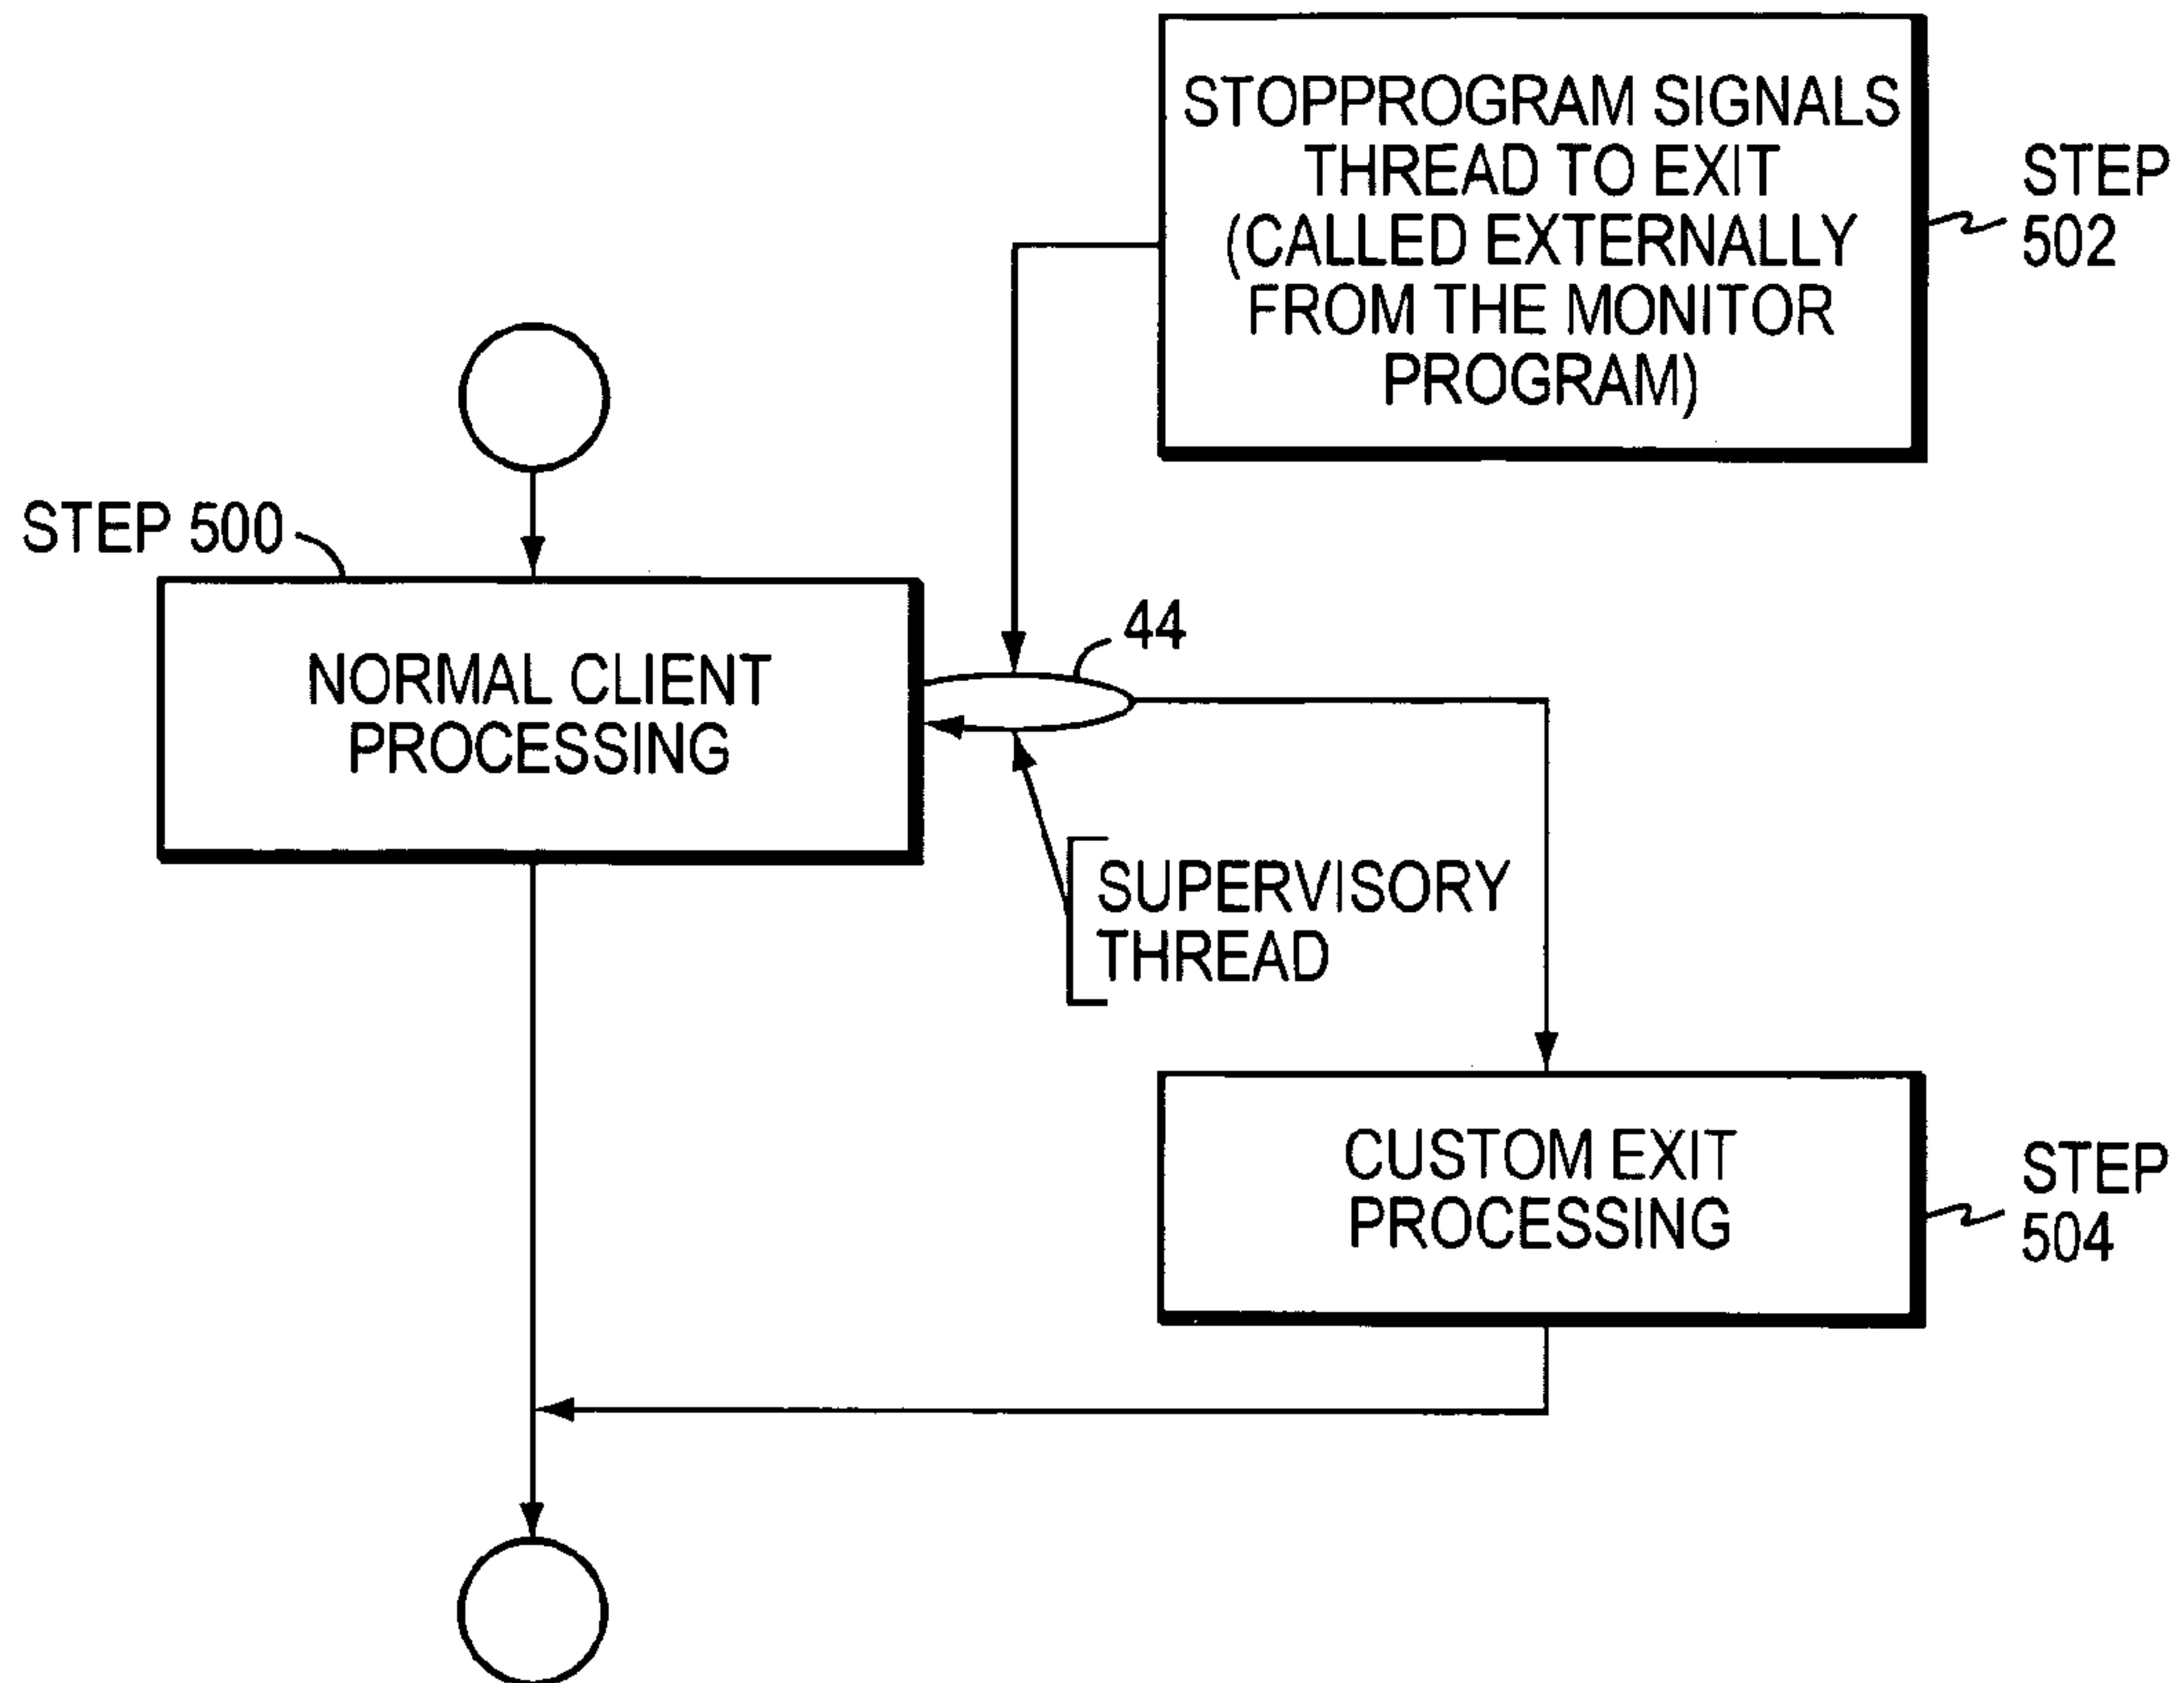 STOPPROGRAM SIGNALS
THREAD TO EXIT
(CALLED EXTERNALLY
FROM THE MONITOR
PROGRAM)
STEP
502
STEP 500
NORMAL CLIENT
PROCESSING
44
SUPERVISORY
THREAD
CUSTOM EXIT
PROCESSING
STEP
504